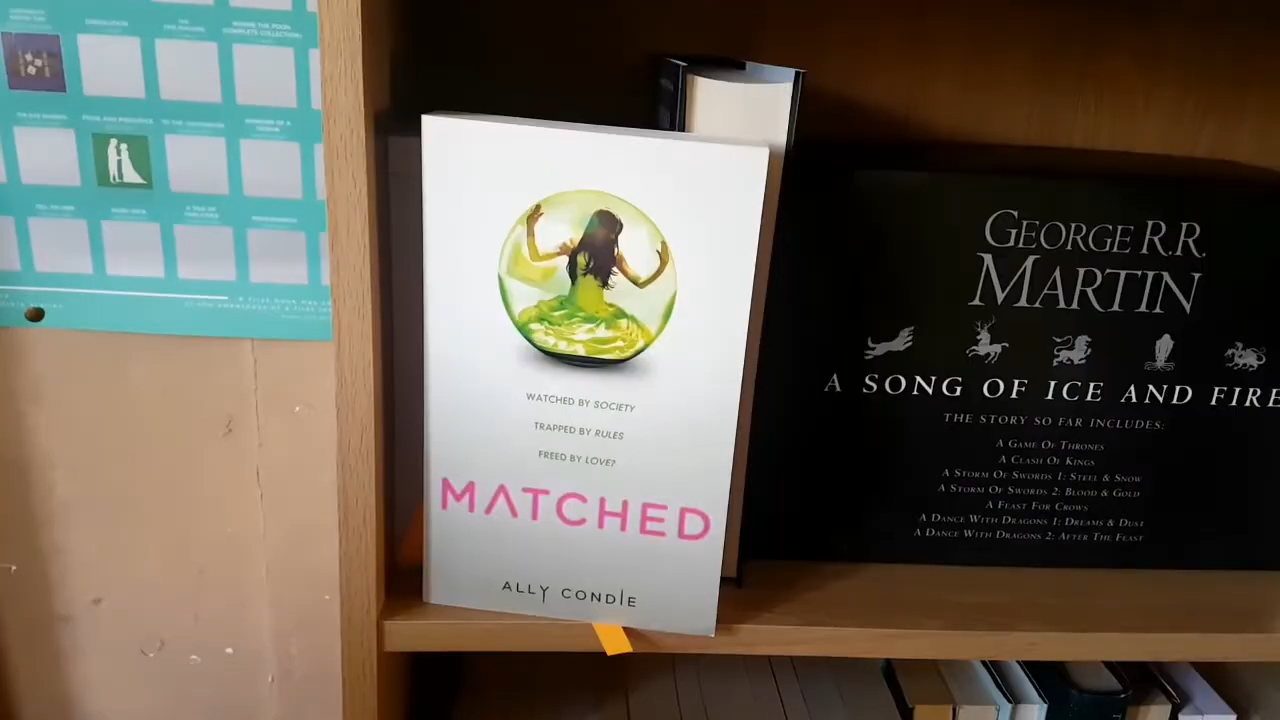 PRIDE AND PREJUDICE
WATCHED BY SOCIETY
TRAPPED BY RULES
FREED BY LOVE?
MATCHED
ALLY CONDIE
GEORGE R.R.
MARTIN
A SONG OF ICE AND FIRE
THE STORY SO FAR INCLUDES:
A GAME OF THRONES
A CLASH OF KINGS
A STORM OF SWORDS 1: STEEL & SNOW
A STORM OF SWORDS 2: BLOOD & GOLD
A FEAST FOR CROWS
A DANCE WITH DRAGONS 1: DREAMS & DUST
A DANCE WITH DRAGONS 2: AFTER THE FEAST